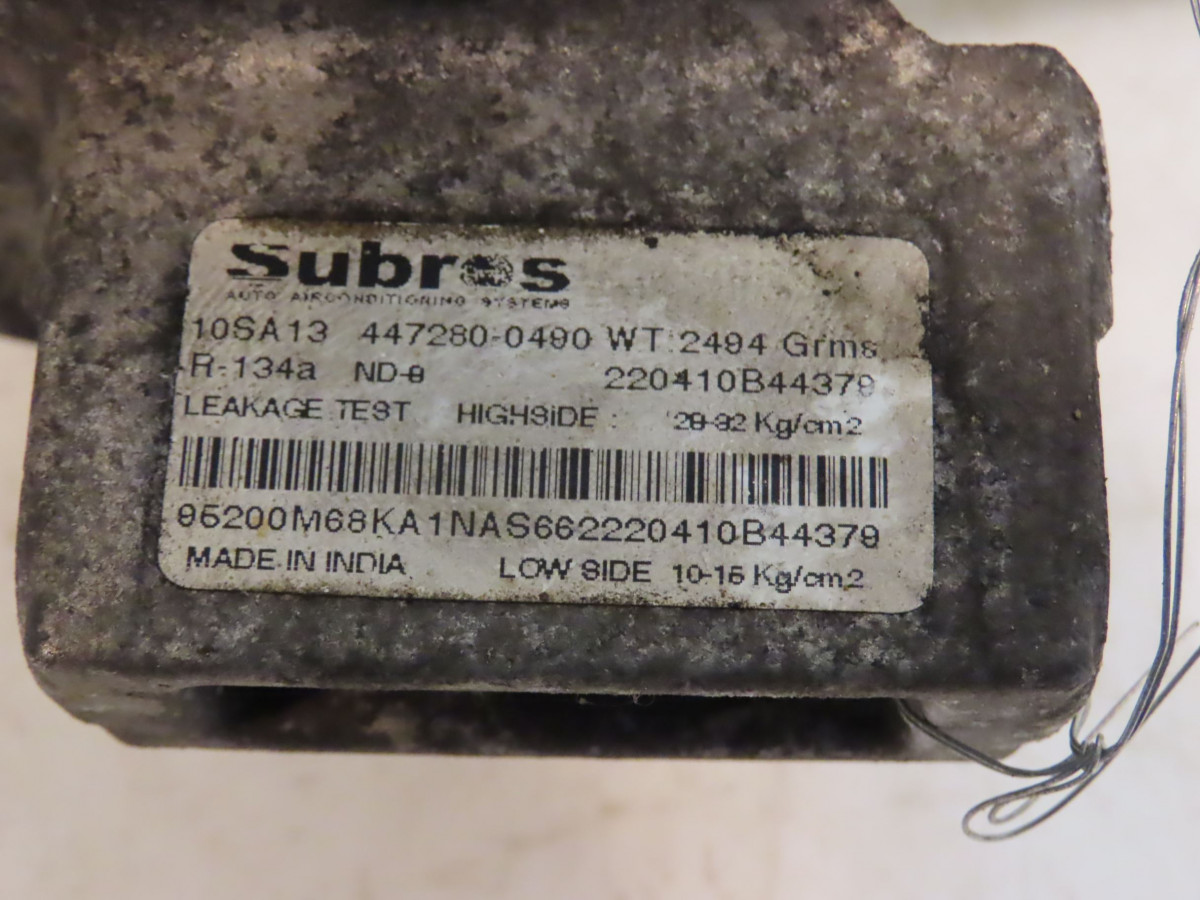 Subros
AUTO AIRCONDITIONING SYSTEMS
10SA13 447280-0490 WT:2494 Grms
R-134a ND-8 220410B44379
LEAKAGE TEST HIGHSIDE : 28-32 Kg/cm2
95200M68KA1NAS662220410B44379
MADE IN INDIA LOW SIDE 10-15 Kg/cm2